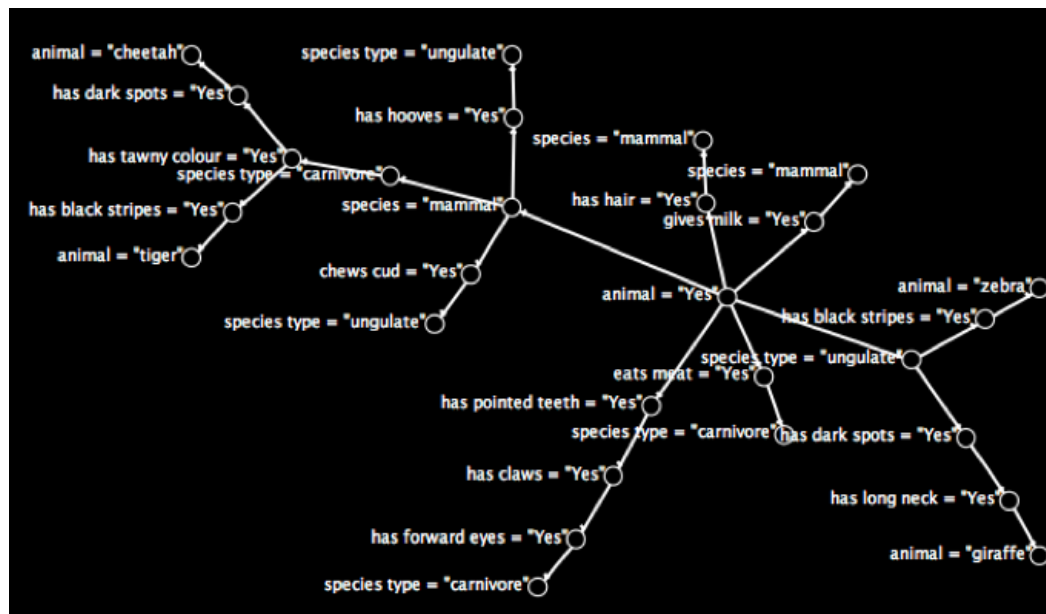 animal = "cheetah"
species type = "ungulate"
has dark spots = "Yes"
has hooves = "Yes"
species = "mammal"
has tawny colour = "Yes"
species type = "carnivore"
species = "mammal"
has hair = "Yes"
species = "mammal"
has black stripes = "Yes"
gives milk = "Yes"
animal = "tiger"
chews cud = "Yes"
animal = "Yes"
animal = "zebra"
has black stripes = "Yes"
species type = "ungulate"
species type = "ungulate"
eats meat = "Yes"
has pointed teeth = "Yes"
species type = "carnivore"
has dark spots = "Yes"
has claws = "Yes"
has long neck = "Yes"
has forward eyes = "Yes"
animal = "giraffe"
species type = "carnivore"